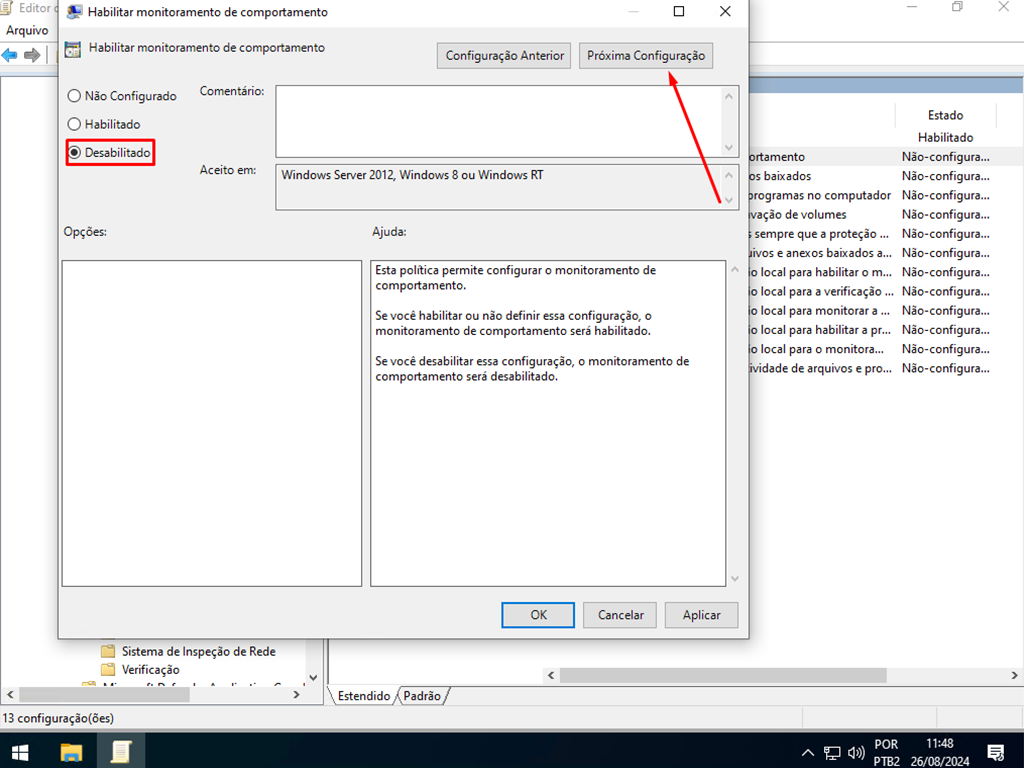 Editor
Habilitar monitoramento de comportamento
Arquivo
Habilitar monitoramento de comportamento
Configuração Anterior
Próxima Configuração
Não Configurado
Habilitado
Desabilitado
Comentário:
Aceito em:
Windows Server 2012, Windows 8 ou Windows RT
Opções:
Ajuda:
Esta política permite configurar o monitoramento de
comportamento.
Se você habilitar ou não definir essa configuração, o
monitoramento de comportamento será habilitado.
Se você desabilitar essa configuração, o monitoramento de
comportamento será desabilitado.
OK
Cancelar
Aplicar
Estado
Habilitado
ortamento Não-configura...
os baixados Não-configura...
programas no computador Não-configura...
vação de volumes Não-configura...
s sempre que a proteção ... Não-configura...
uivos e anexos baixados a... Não-configura...
io local para habilitar o m... Não-configura...
io local para a verificação ... Não-configura...
io local para monitorar a ... Não-configura...
io local para habilitar a pr... Não-configura...
io local para o monitora... Não-configura...
ividade de arquivos e pro... Não-configura...
Sistema de Inspeção de Rede
Verificação
Estendido
Padrão
13 configuração(ões)
POR
PTB2
11:48
26/08/2024